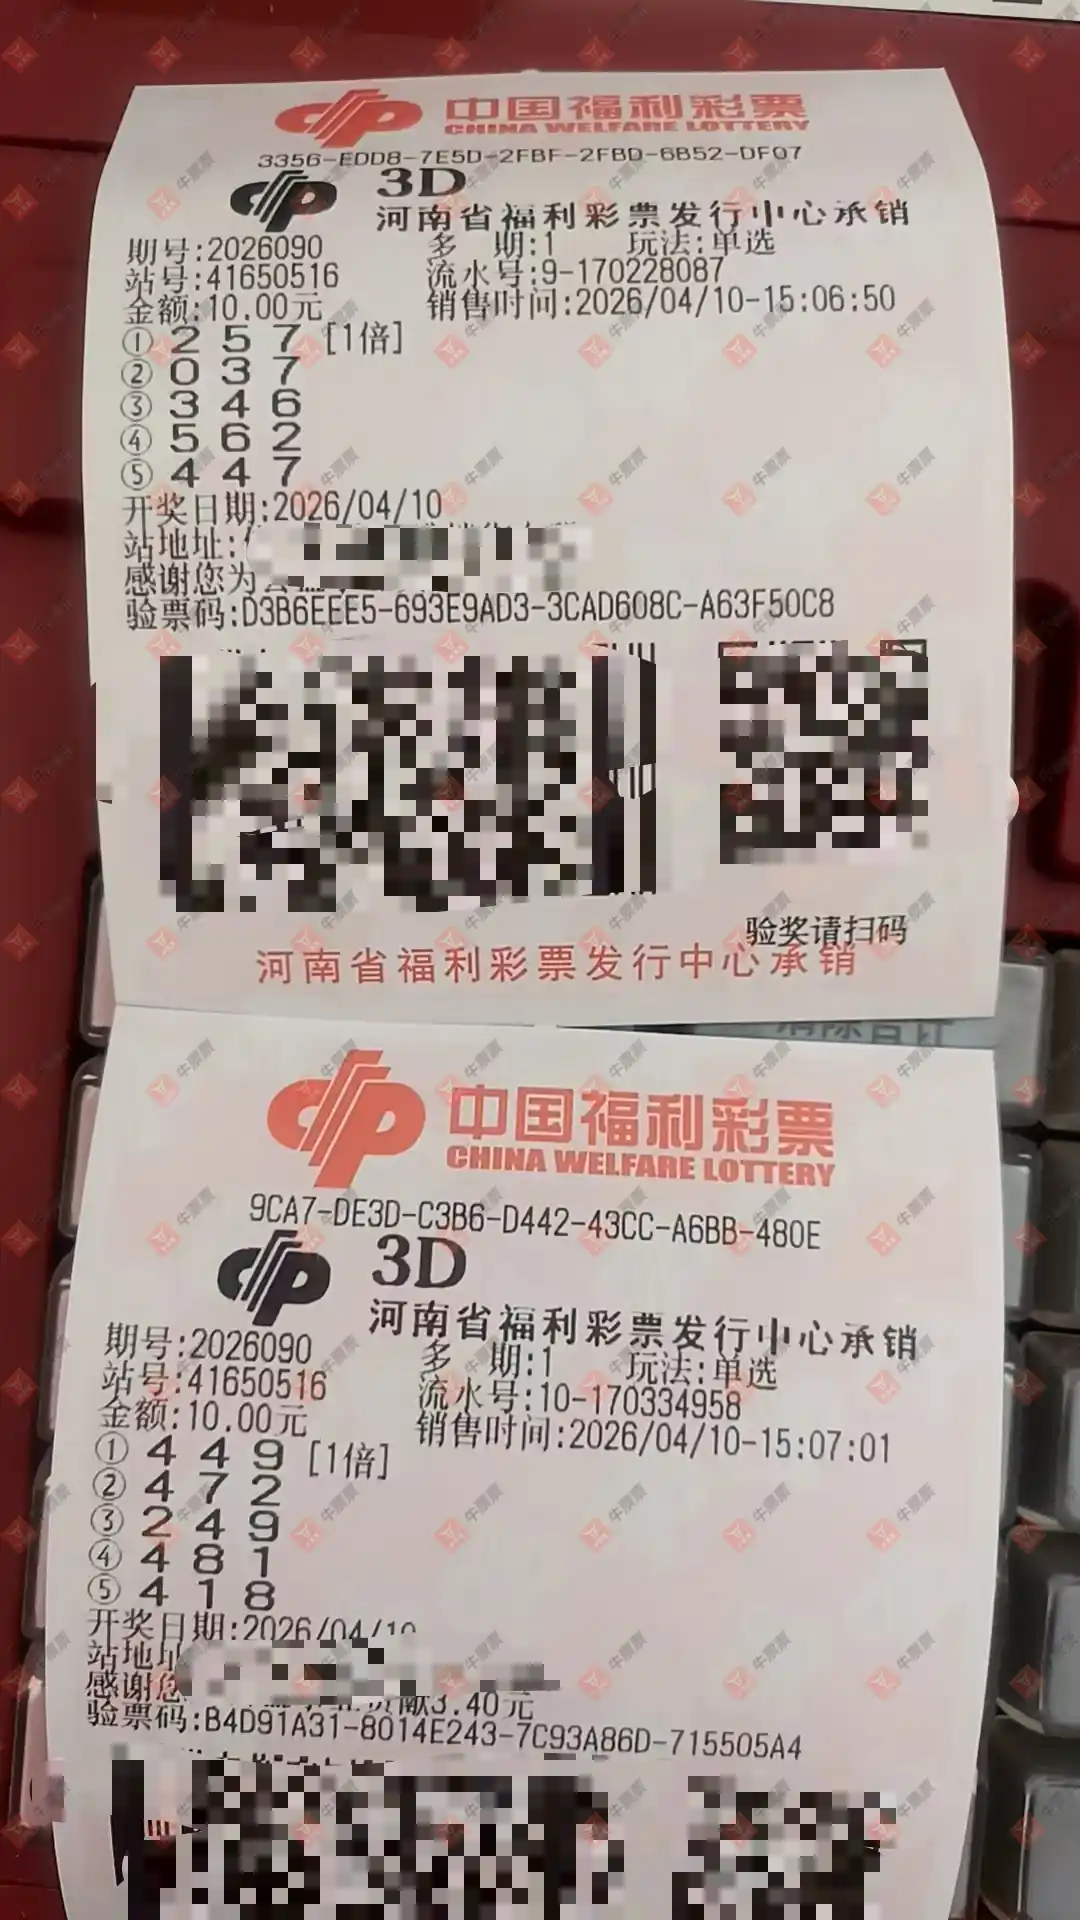 中国福利彩票
CHINA WELFARE LOTTERY
3356-EDD8-7E5D-2FBF-2FBD-6B52-DF07
3D
河南省福利彩票发行中心承销
期号:2026090 多 期:1 玩法:单选
站号:41650516 流水号:9-170228087
金额:10.00元 销售时间:2026/04/10-15:06:50
① 2 5 7 [1倍]
② 0 3 7
③ 3 4 6
④ 5 6 2
⑤ 4 4 7
开奖日期:2026/04/10
站地址:
感谢您为
验票码:D3B6EEE5-693E9AD3-3CAD608C-A63F50C8
验奖请扫码
河南省福利彩票发行中心承销
清除合计
中国福利彩票
CHINA WELFARE LOTTERY
9CA7-DE3D-C3B6-D442-43CC-A6BB-480E
3D
河南省福利彩票发行中心承销
期号:2026090 多 期:1 玩法:单选
站号:41650516 流水号:10-170334958
金额:10.00元 销售时间:2026/04/10-15:07:01
① 4 4 9 [1倍]
② 4 7 2
③ 2 4 9
④ 4 8 1
⑤ 4 1 8
开奖日期:2026/04/10
站地址
感谢您 贡献3.40元
验票码:B4D91A31-8014E243-7C93A86D-715505A4
牛票票